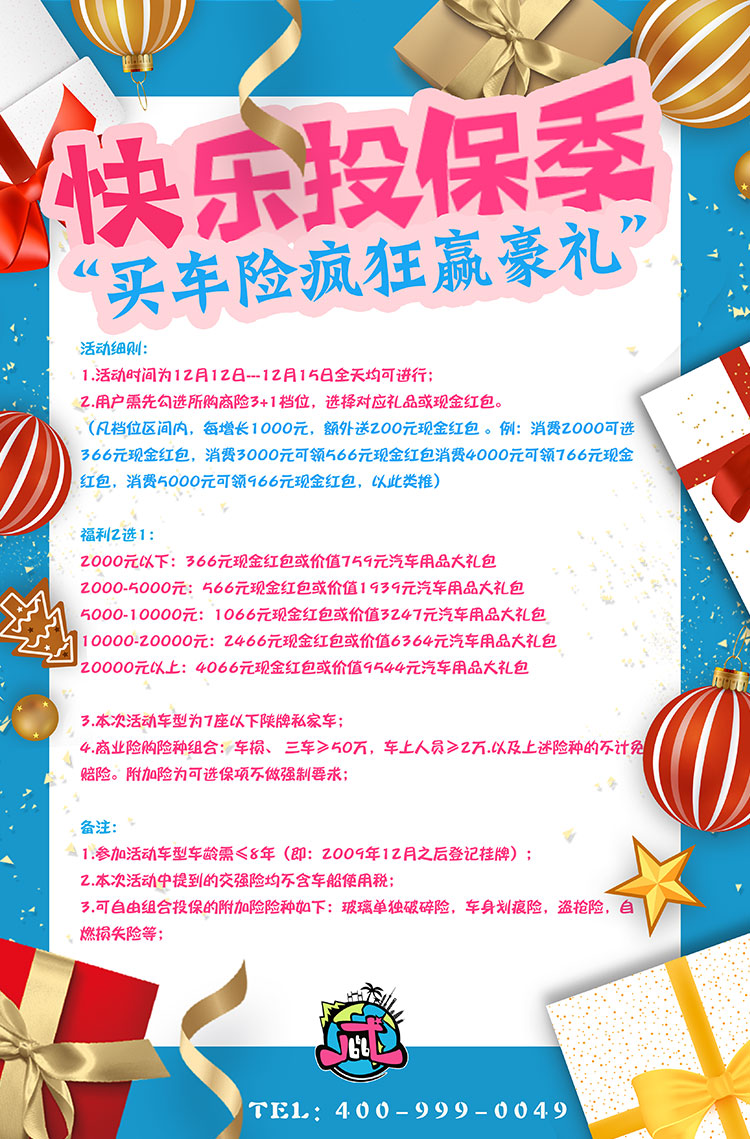 快乐投保季
“买车险疯狂赢豪礼”
活动细则：
1.活动时间为12月12日---12月15日全天均可进行；
2.用户需先勾选所购商险3+1档位，选择对应礼品或现金红包。
（凡档位区间内，每增长1000元，额外送200元现金红包 。例：消费2000可选
366元现金红包，消费3000元可领566元现金红包消费4000元可领766元现金
红包，消费5000元可领966元现金红包，以此类推）
福利2选1：
2000元以下：366元现金红包或价值759元汽车用品大礼包
2000-5000元：566元现金红包或价值1939元汽车用品大礼包
5000-10000元：1066元现金红包或价值3247元汽车用品大礼包
10000-20000元：2466元现金红包或价值6364元汽车用品大礼包
20000元以上：4066元现金红包或价值9544元汽车用品大礼包
3.本次活动车型为7座以下陕牌私家车；
4.商业险购险种组合：车损、三车≥50万，车上人员≥2万.以及上述险种的不计免
赔险。附加险为可选保项不做强制要求；
备注：
1.参加活动车型车龄需≤8年（即：2009年12月之后登记挂牌）；
2.本次活动中提到的交强险均不含车船使用税；
3.可自由组合投保的附加险险种如下：玻璃单独破碎险，车身划痕险，盗抢险，自
燃损失险等；
TEL: 400-999-0049